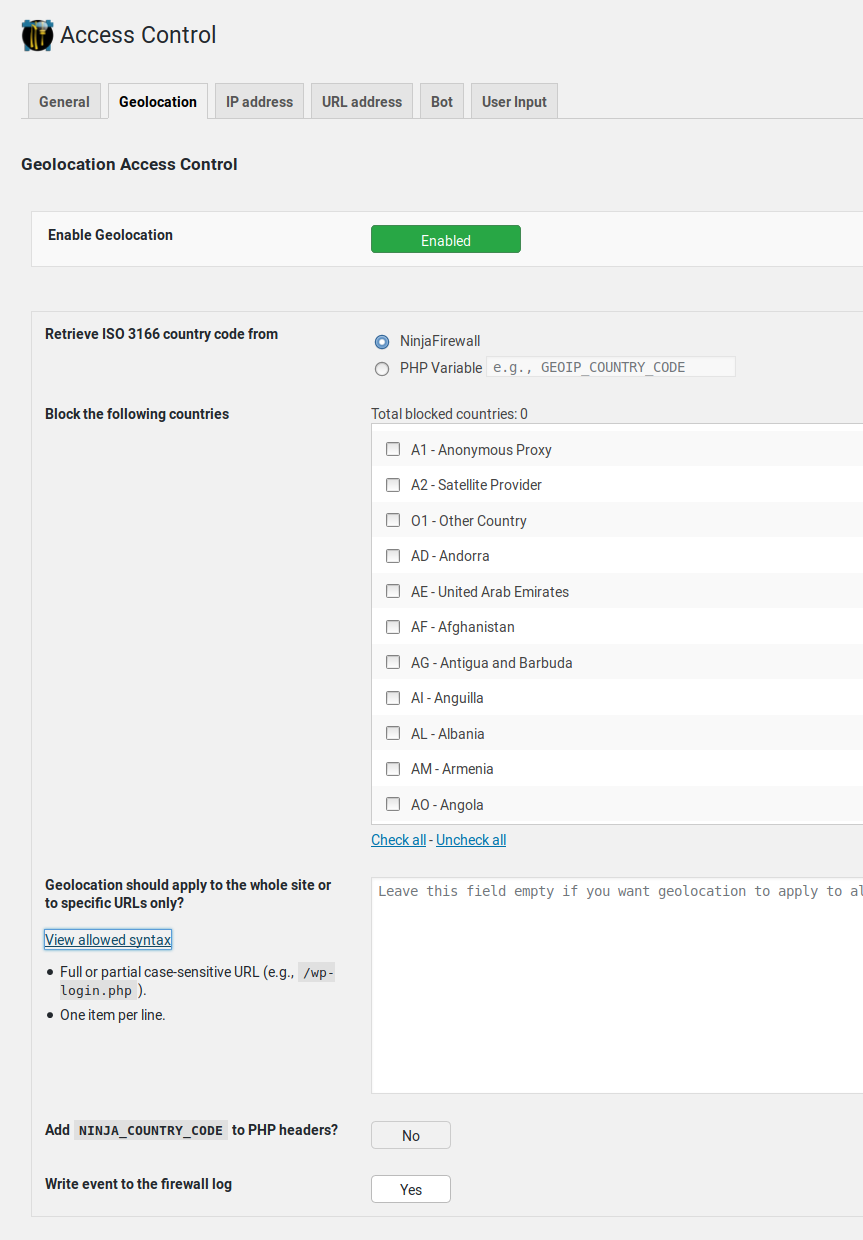 Access Control
General
Geolocation
IP address
URL address
Bot
User Input
Geolocation Access Control
Enable Geolocation
Enabled
Retrieve ISO 3166 country code from
NinjaFirewall
PHP Variable
e.g., GEOIP_COUNTRY_CODE
Block the following countries
Total blocked countries: 0
A1 - Anonymous Proxy
A2 - Satellite Provider
O1 - Other Country
AD - Andorra
AE - United Arab Emirates
AF - Afghanistan
AG - Antigua and Barbuda
AI - Anguilla
AL - Albania
AM - Armenia
AO - Angola
Check all - Uncheck all
Geolocation should apply to the whole site or
to specific URLs only?
View allowed syntax
Full or partial case-sensitive URL (e.g., /wp-
login.php ).
One item per line.
Leave this field empty if you want geolocation to apply to
Add NINJA_COUNTRY_CODE to PHP headers?
No
Write event to the firewall log
Yes